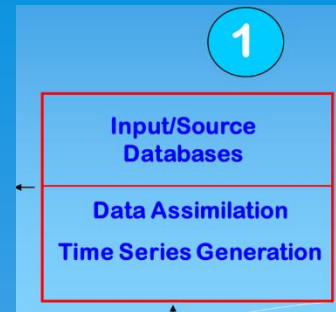 1
Input/Source
Databases
Data Assimilation
Time Series Generation